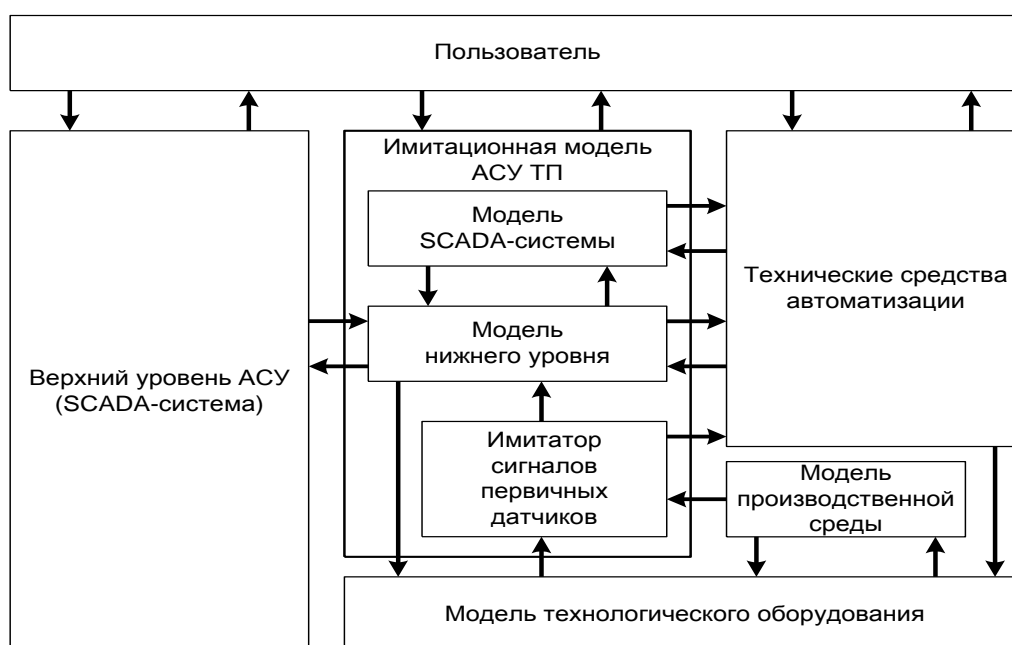 Пользователь
Имитационная модель
АСУ ТП
Модель
SCADA-системы
Технические средства
автоматизации
Модель
нижнего уровня
Верхний уровень АСУ
(SCADA-система)
Имитатор
сигналов
первичных
датчиков
Модель
производственной
среды
Модель технологического оборудования